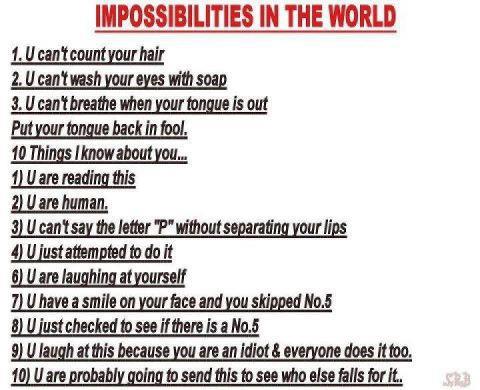 IMPOSSIBILITIES IN THE WORLD
1. U can't count your hair
2. U can't wash your eyes with soap
3. U can't breathe when your tongue is out
Put your tongue back in fool.
10 Things I know about you...
1) U are reading this
2) U are human.
3) U can't say the letter "P" without separating your lips
4) U just attempted to do it
6) U are laughing at yourself
7) U have a smile on your face and you skipped No.5
8) U just checked to see if there is a No.5
9) U laugh at this because you are an idiot & everyone does it too.
10) U are probably going to send this to see who else falls for it..